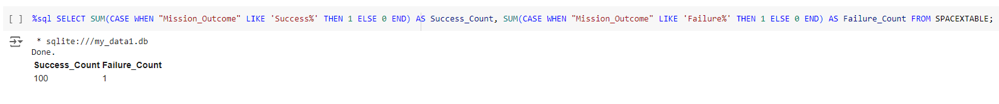 [ ] %sql SELECT SUM(CASE WHEN "Mission_Outcome" LIKE 'Success%' THEN 1 ELSE 0 END) AS Success_Count, SUM(CASE WHEN "Mission_Outcome" LIKE 'Failure%' THEN 1 ELSE 0 END) AS Failure_Count FROM SPACEXTABLE;
* sqlite:///my_data1.db
Done.
Success_Count Failure_Count
100 1